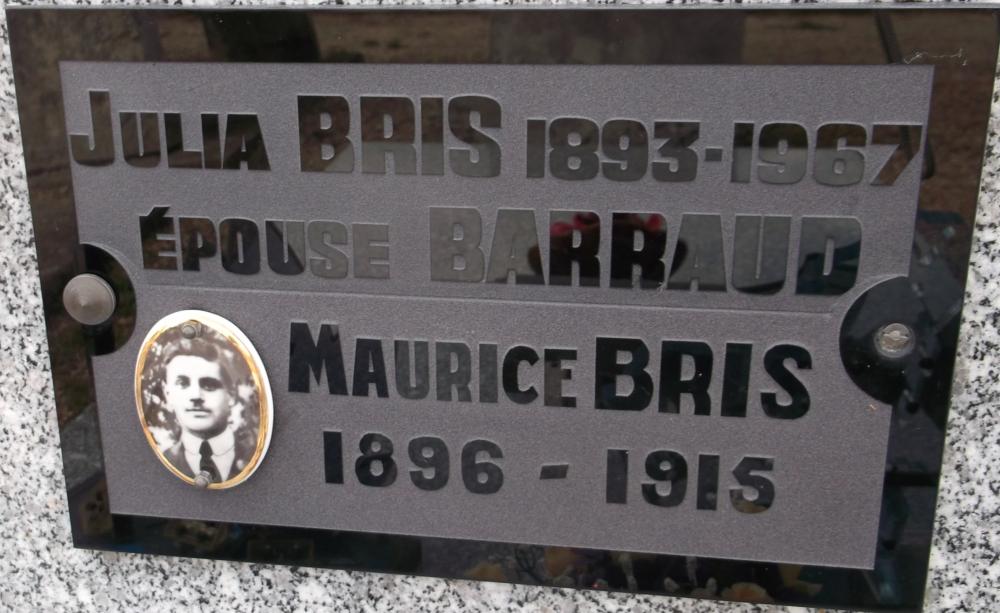 JULIA BRIS 1893-1967
ÉPOUSE BARRAUD
MAURICE BRIS
1896 - 1915